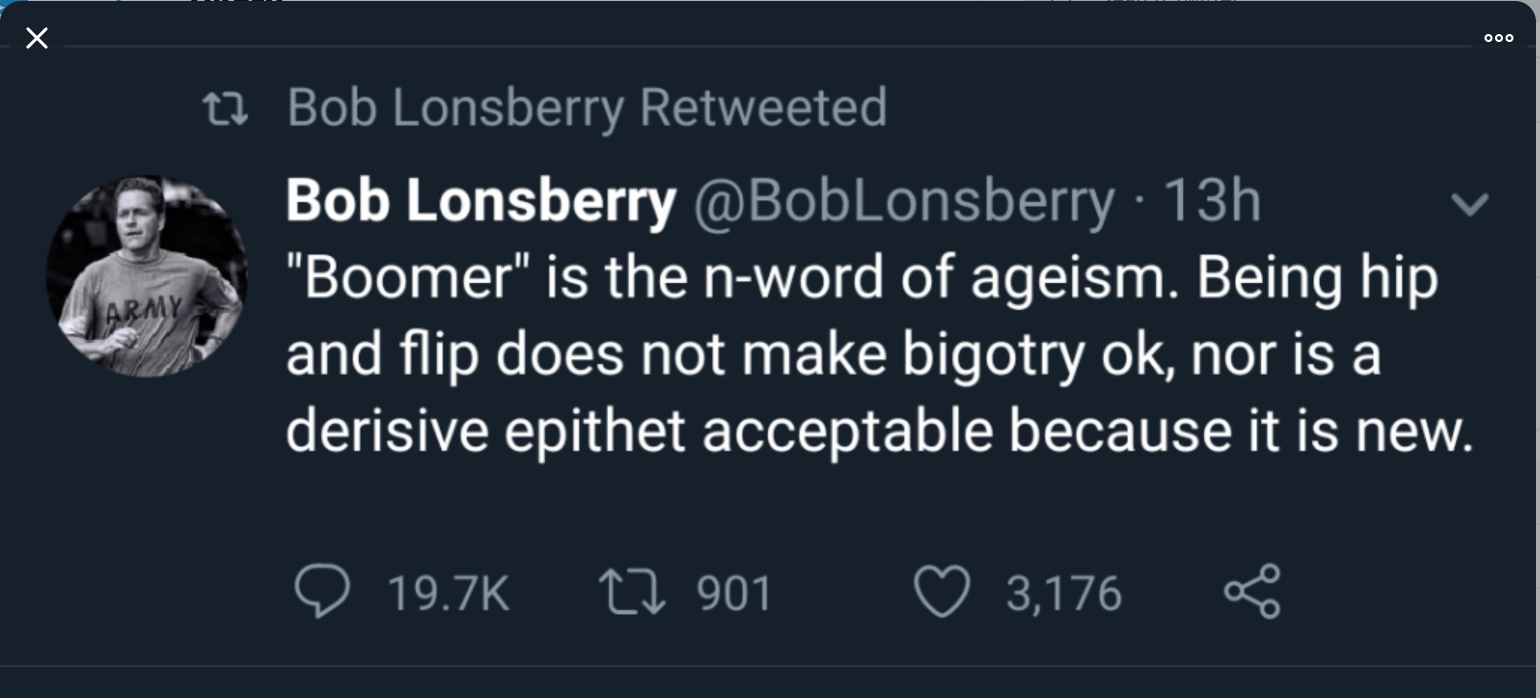 Bob Lonsberry Retweeted
Bob Lonsberry @BobLonsberry · 13h
ARMY
"Boomer" is the n-word of ageism. Being hip
and flip does not make bigotry ok, nor is a
derisive epithet acceptable because it is new.
19.7K 901 3,176